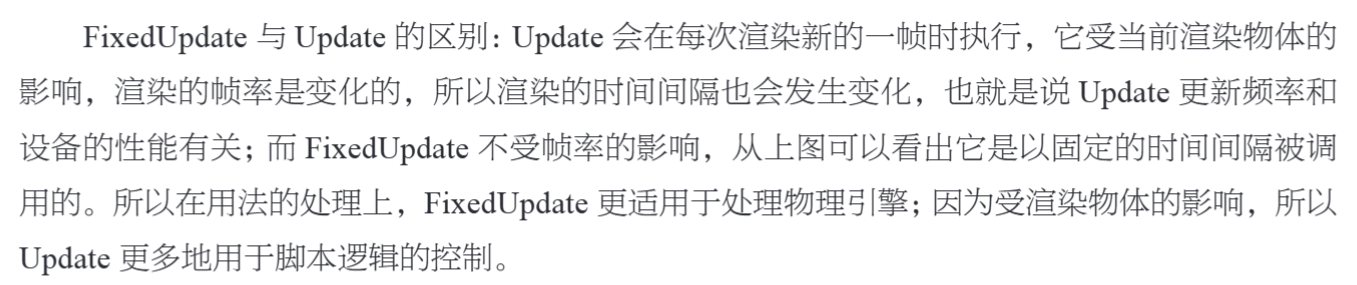 FixedUpdate 与 Update 的区别：Update 会在每次渲染新的一帧时执行，它受当前渲染物体的
影响，渲染的帧率是变化的，所以渲染的时间间隔也会发生变化，也就是说 Update 更新频率和
设备的性能有关；而 FixedUpdate 不受帧率的影响，从上图可以看出它是以固定的时间间隔被调
用的。所以在用法的处理上，FixedUpdate 更适用于处理物理引擎；因为受渲染物体的影响，所以
Update 更多地用于脚本逻辑的控制。